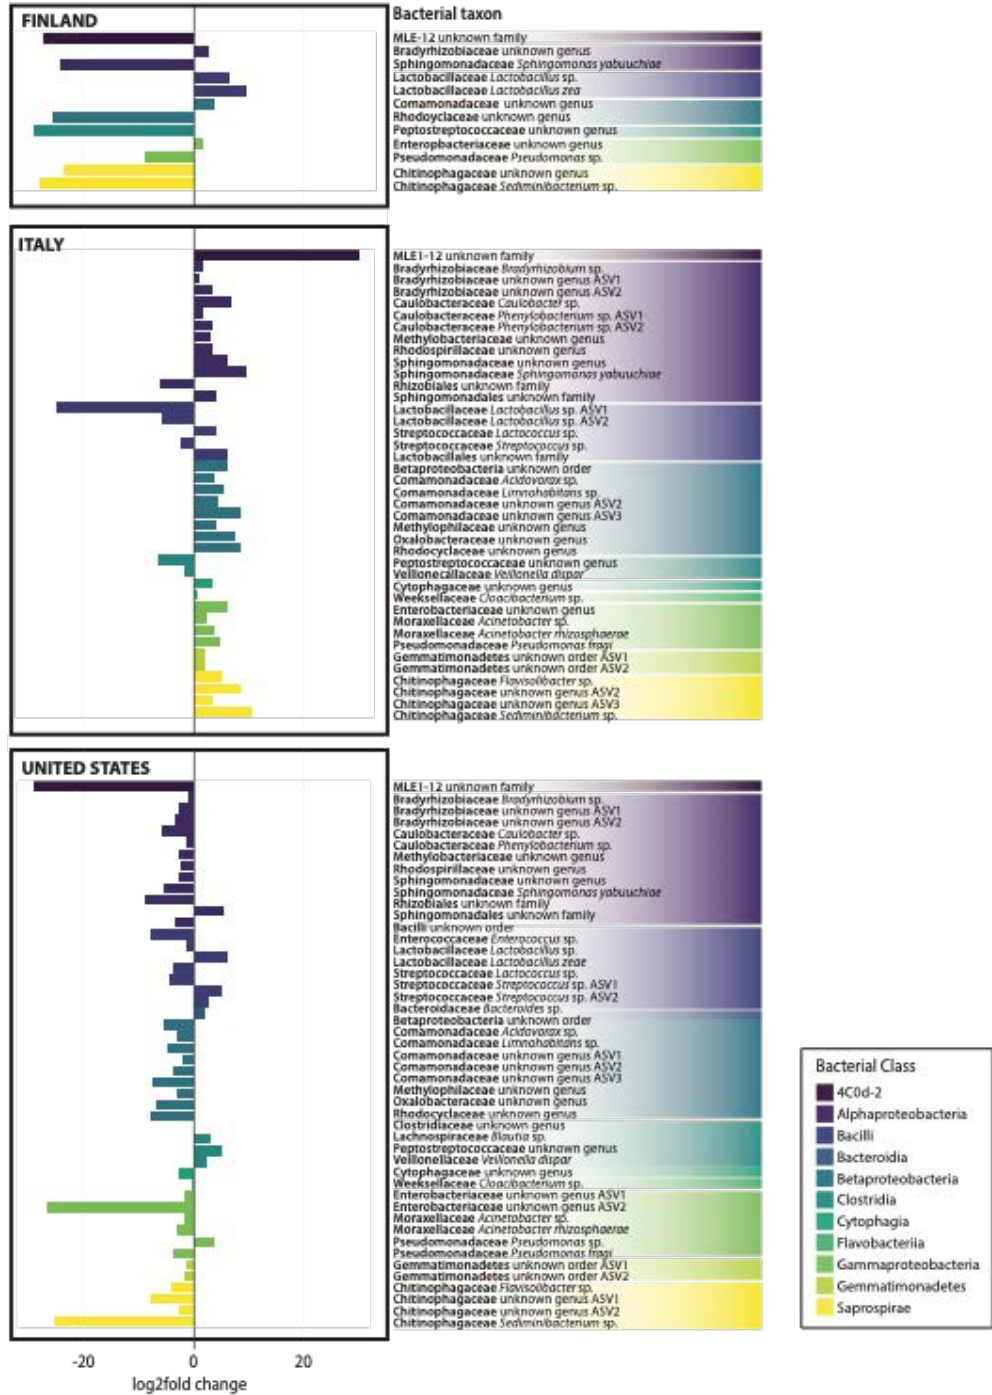 FINLAND
Bacterial taxon
MLE-12 unknown family
Bradyrhizobiaceae unknown genus
Sphingomonadaceae Sphingomonas yabuuchiae
Lactobacillaceae Lactobacillus sp.
Lactobacillaceae Lactobacillus zea
Comamonadaceae unknown genus
Rhodoyclaceae unknown genus
Peptostreptococcaceae unknown genus
Enteropbacteriaceae unknown genus
Pseudomonadaceae Pseudomonas sp.
Chitinophagaceae unknown genus
Chitinophagaceae Sediminibacterium sp.
ITALY
MLE1-12 unknown family
Bradyrhizobiaceae Bradyrhizobium sp.
Bradyrhizobiaceae unknown genus ASV1
Bradyrhizobiaceae unknown genus ASV2
Caulobacteraceae Caulobacter sp.
Caulobacteraceae Phenylobacterium sp. ASV1
Caulobacteraceae Phenylobacterium sp. ASV2
Methylobacteriaceae unknown genus
Rhodospirillaceae unknown genus
Sphingomonadaceae unknown genus
Sphingomonadaceae Sphingomonas yabuuchiae
Rhizobiales unknown family
Sphingomonadales unknown family
Lactobacillaceae Lactobacillus sp. ASV1
Lactobacillaceae Lactobacillus sp. ASV2
Streptococcaceae Lactococcus sp.
Streptococcaceae Streptococcus sp.
Lactobacillales unknown family
Betaproteobacteria unknown order
Comamonadaceae Acidovorax sp.
Comamonadaceae Limnohabitans sp.
Comamonadaceae unknown genus ASV2
Comamonadaceae unknown genus ASV3
Methylophilaceae unknown genus
Oxalobacteraceae unknown genus
Rhodocyclaceae unknown genus
Peptostreptococcaceae unknown genus
Veillonecallaceae Veillonella dispar
Cytophagaceae unknown genus
Weeksellaceae Cloacibacterium sp.
Enterobacteriaceae unknown genus
Moraxellaceae Acinetobacter sp.
Moraxellaceae Acinetobacter rhizosphaerae
Pseudomonadaceae Pseudomonas fragi
Gemmatimonadetes unknown order ASV1
Gemmatimonadetes unknown order ASV2
Chitinophagaceae Flavisolibacter sp.
Chitinophagaceae unknown genus ASV2
Chitinophagaceae unknown genus ASV3
Chitinophagaceae Sediminibacterium sp.
UNITED STATES
MLE1-12 unknown family
Bradyrhizobiaceae Bradyrhizobium sp.
Bradyrhizobiaceae unknown genus ASV1
Bradyrhizobiaceae unknown genus ASV2
Caulobacteraceae Caulobacter sp.
Caulobacteraceae Phenylobacterium sp.
Methylobacteriaceae unknown genus
Rhodospirillaceae unknown genus
Sphingomonadaceae unknown genus
Sphingomonadaceae Sphingomonas yabuuchiae
Rhizobiales unknown family
Sphingomonadales unknown family
Bacilli unknown order
Enterococcaceae Enterococcus sp.
Lactobacillaceae Lactobacillus sp.
Lactobacillaceae Lactobacillus zeae
Streptococcaceae Lactococcus sp.
Streptococcaceae Streptococcus sp. ASV1
Streptococcaceae Streptococcus sp. ASV2
Bacteroidaceae Bacteroides sp.
Betaproteobacteria unknown order
Comamonadaceae Acidovorax sp.
Comamonadaceae Limnohabitans sp.
Comamonadaceae unknown genus ASV1
Comamonadaceae unknown genus ASV2
Comamonadaceae unknown genus ASV3
Methylophilaceae unknown genus
Oxalobacteraceae unknown genus
Rhodocyclaceae unknown genus
Clostridiaceae unknown genus
Lachnospiraceae Blautia sp.
Peptostreptococcaceae unknown genus
Veillonellaceae Veillonella dispar
Cytophagaceae unknown genus
Weeksellaceae Cloacibacterium sp.
Enterobacteriaceae unknown genus ASV1
Enterobacteriaceae unknown genus ASV2
Moraxellaceae Acinetobacter sp.
Moraxellaceae Acinetobacter rhizosphaerae
Pseudomonadaceae Pseudomonas sp.
Pseudomonadaceae Pseudomonas fragi
Gemmatimonadetes unknown order ASV1
Gemmatimonadetes unknown order ASV2
Chitinophagaceae Flavisolibacter sp.
Chitinophagaceae unknown genus ASV1
Chitinophagaceae unknown genus ASV2
Chitinophagaceae Sediminibacterium sp.
-20 0 20
log2fold change
Bacterial Class
4C0d-2
Alphaproteobacteria
Bacilli
Bacteroidia
Betaproteobacteria
Clostridia
Cytophagia
Flavobacteriia
Gammaproteobacteria
Gemmatimonadetes
Saprospirae